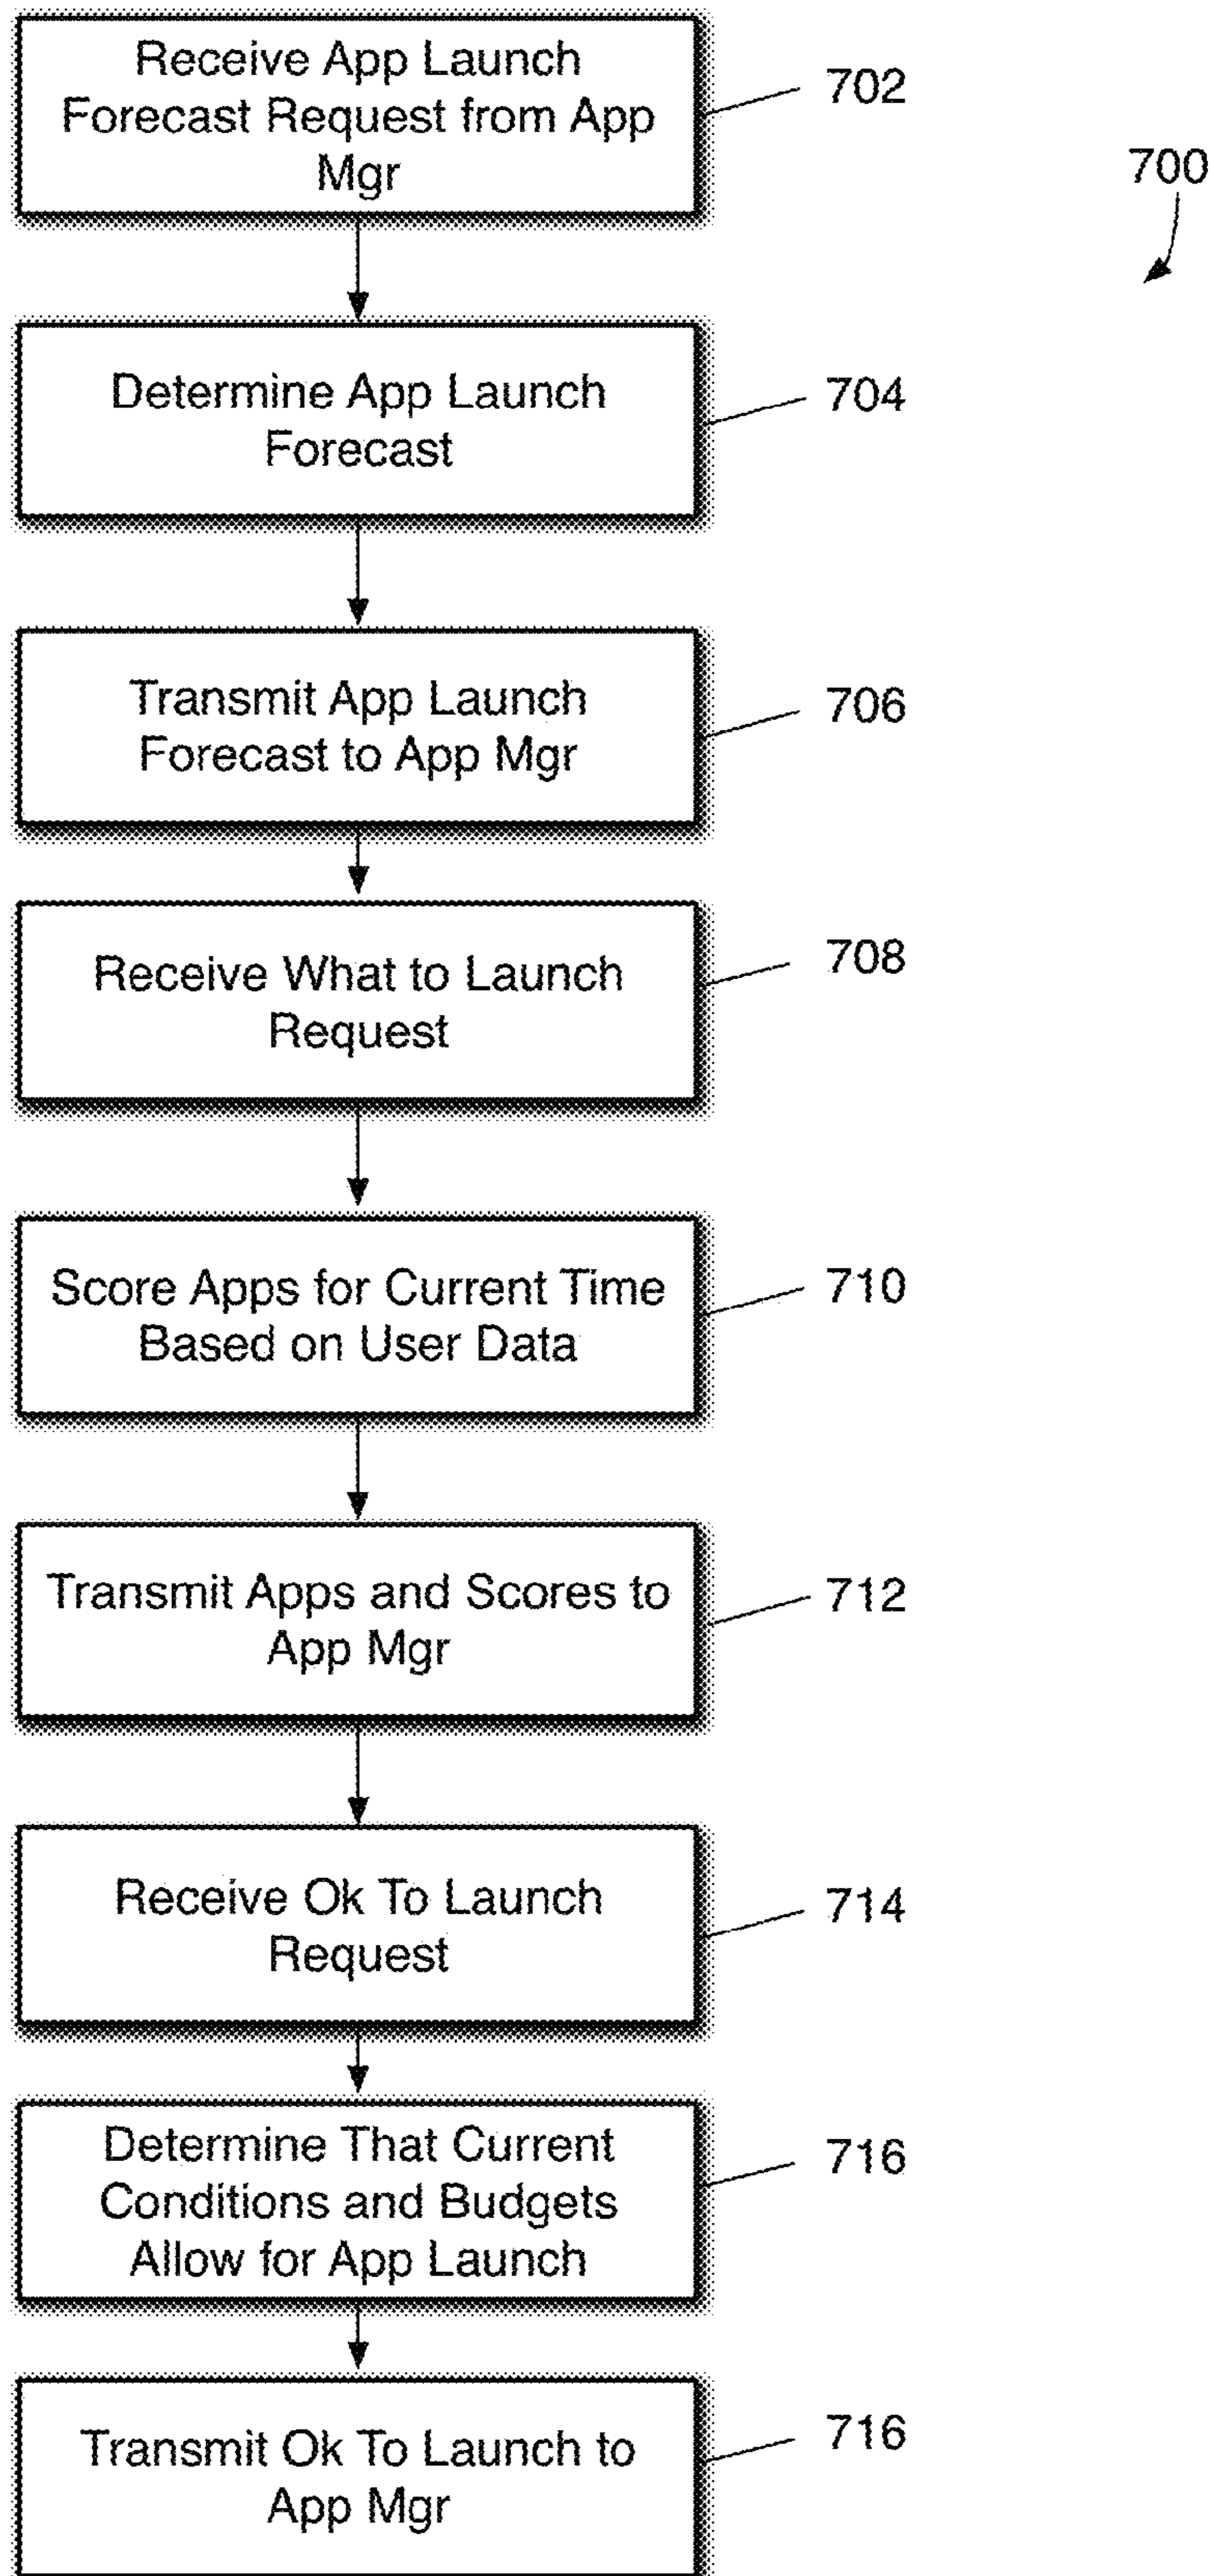 Receive App Launch
Forecast Request from App
Mgr
702
700
Determine App Launch
Forecast
704
Transmit App Launch
Forecast to App Mgr
706
Receive What to Launch
Request
708
Score Apps for Current Time
Based on User Data
710
Transmit Apps and Scores to
App Mgr
712
Receive Ok To Launch
Request
714
Determine That Current
Conditions and Budgets
Allow for App Launch
716
Transmit Ok To Launch to
App Mgr
716